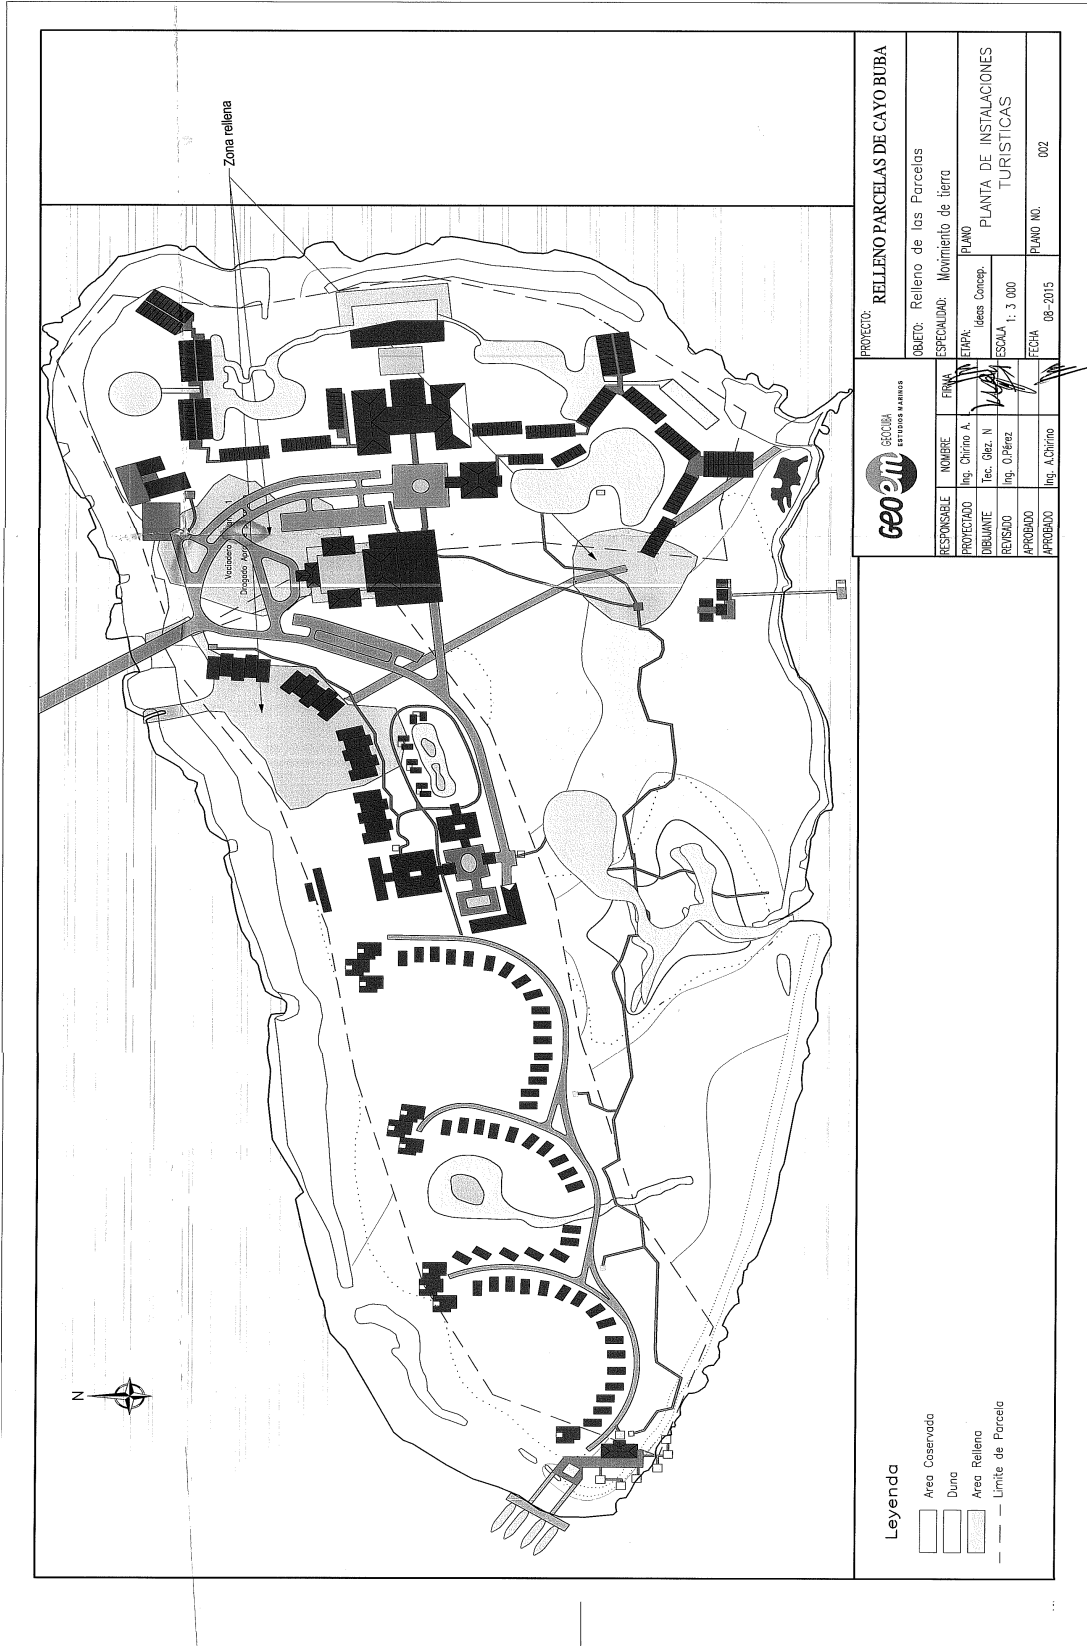 Zona rellena
Vaciadero
Dragado
N
Leyenda
Area Coservada
Duna
Area Rellena
Limite de Parcela
GEOem GEOCUBA
ESTUDIOS MARINOS
PROYECTO:
RELLENO PARCELAS DE CAYO BUBA
OBJETO: Relleno de las Parcelas
ESPECIALIDAD: Movimiento de tierra
RESPONSABLE NOMBRE FIRMA
PROYECTADO Ing. Chirino A.
DIBUJANTE Tec. Glez. N
REVISADO Ing. O.Pérez
APROBADO
APROBADO Ing. A.Chirino
ETAPA: Ideas Concep.
ESCALA 1: 3 000
FECHA 08-2015
PLANO
PLANTA DE INSTALACIONES
TURISTICAS
PLANO NO. 002